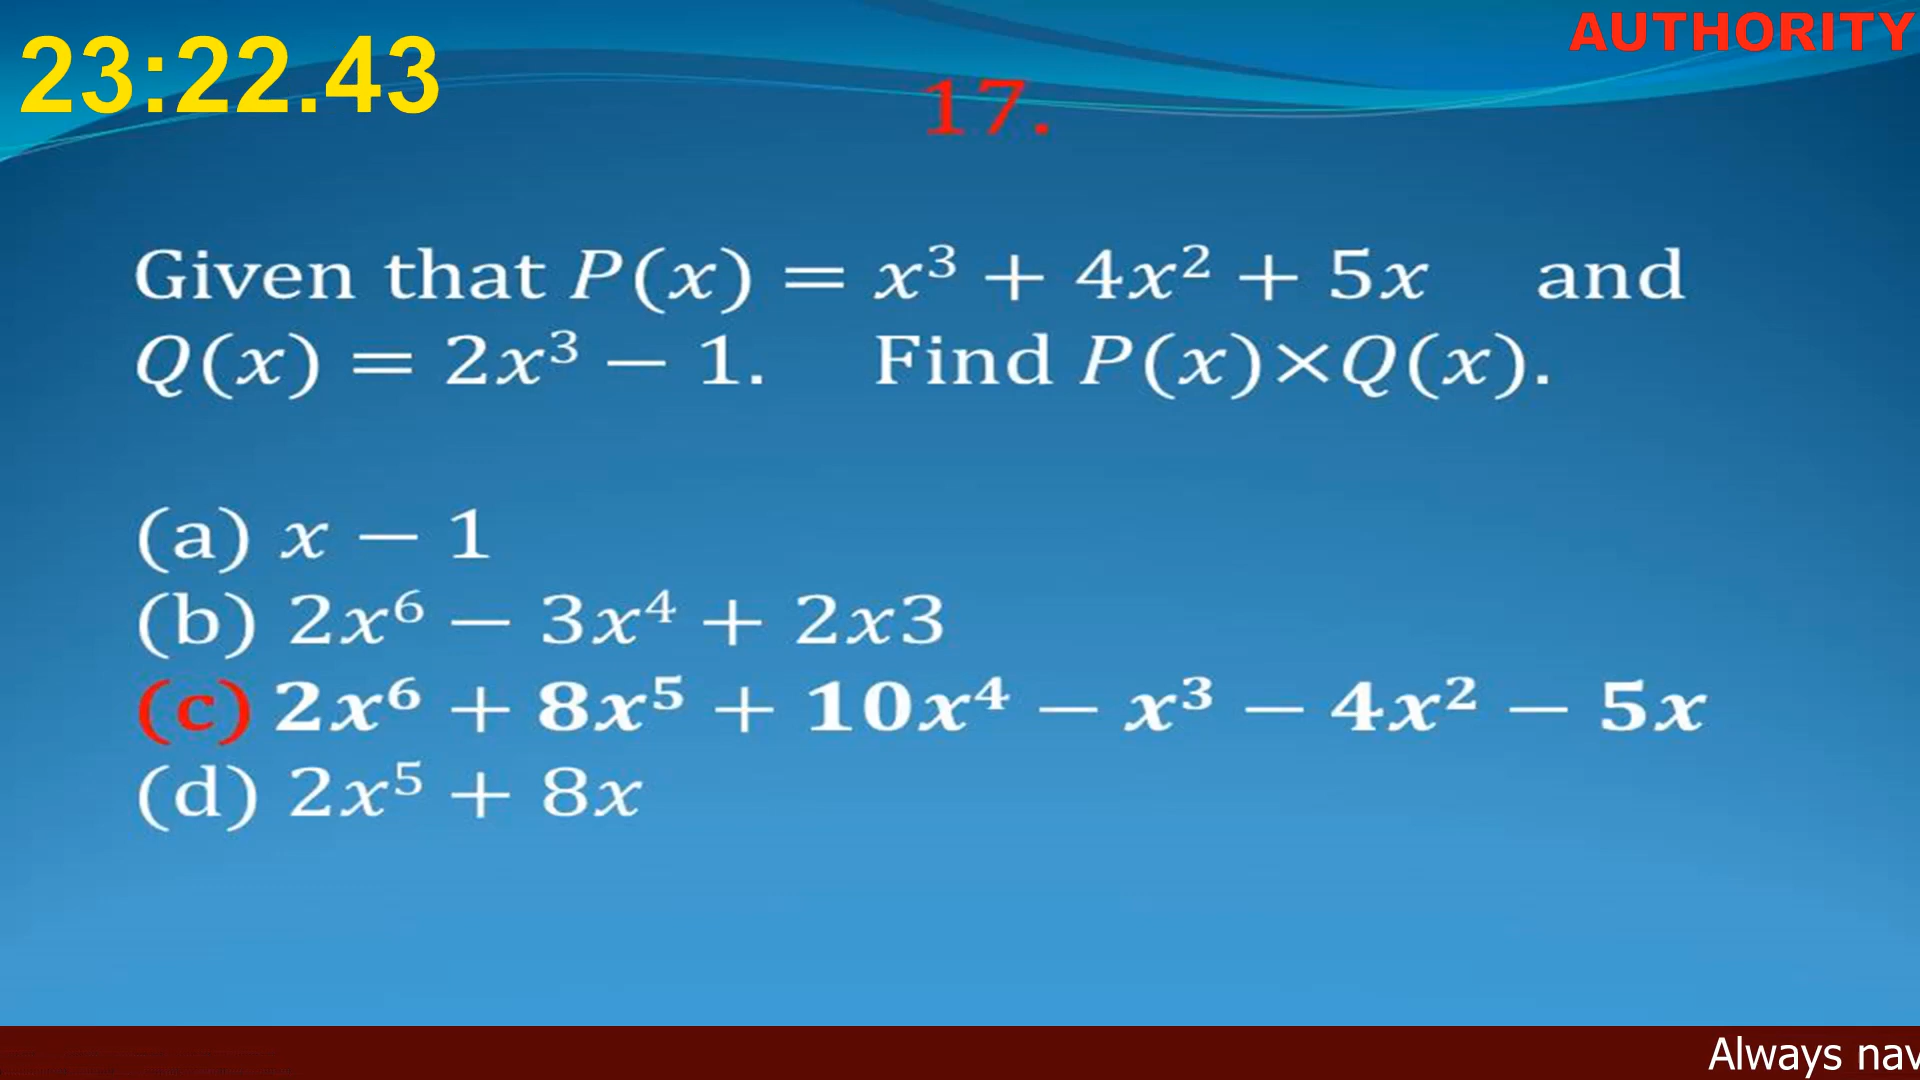 23:22.43
AUTHORITY
17.
Given that P(x) = x³ + 4x² + 5x and
Q(x) = 2x³ − 1. Find P(x)×Q(x).
(a) x − 1
(b) 2x⁶ − 3x⁴ + 2x3
(c) 2x⁶ + 8x⁵ + 10x⁴ − x³ − 4x² − 5x
(d) 2x⁵ + 8x
Always nav